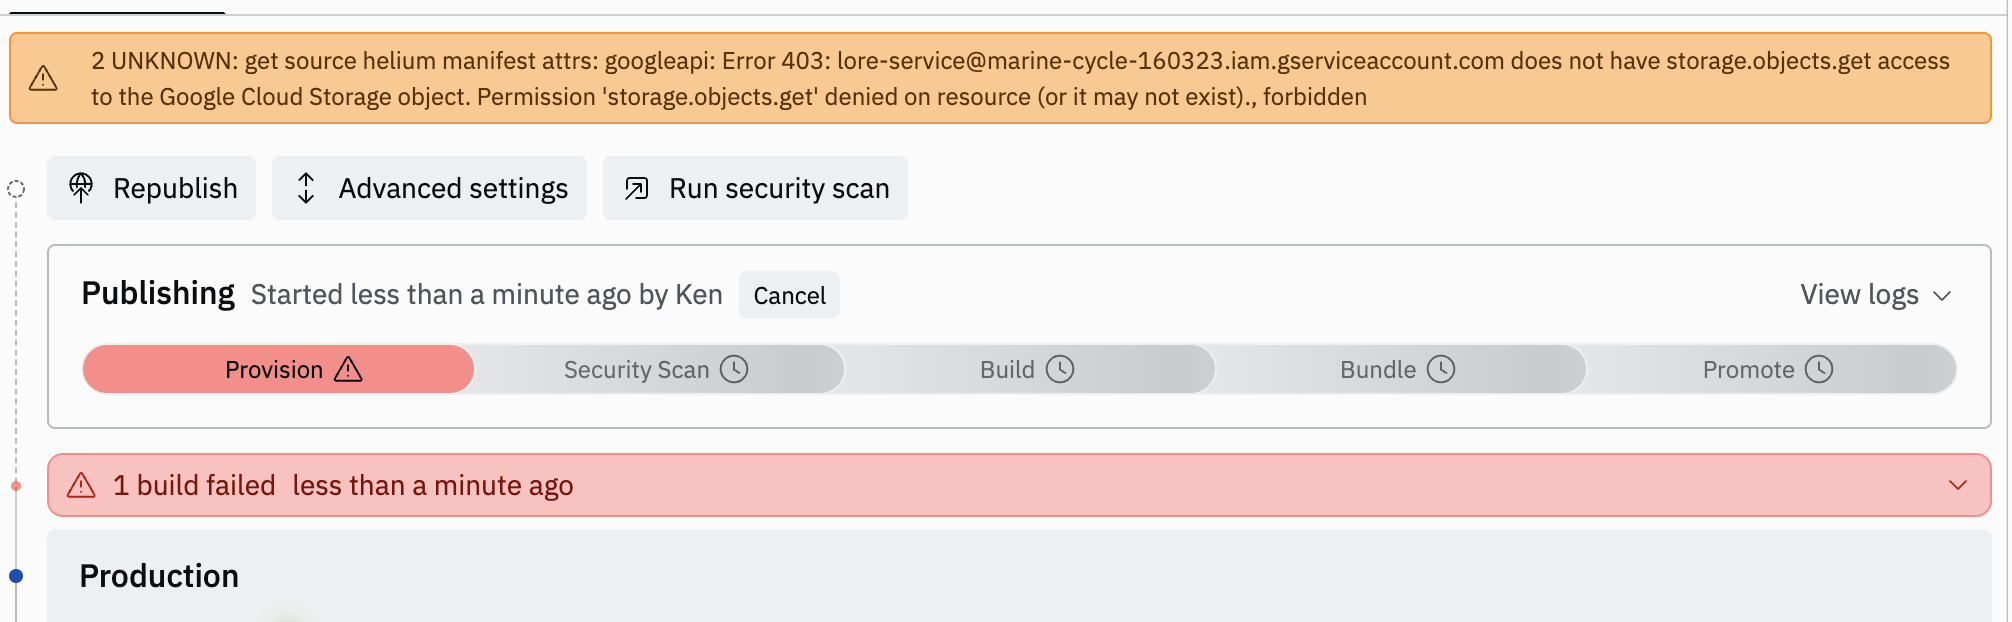 2 UNKNOWN: get source helium manifest attrs: googleapi: Error 403: lore-service@marine-cycle-160323.iam.gserviceaccount.com does not have storage.objects.get access
to the Google Cloud Storage object. Permission 'storage.objects.get' denied on resource (or it may not exist)., forbidden
Republish
Advanced settings
Run security scan
Publishing Started less than a minute ago by Ken Cancel View logs
Provision Security Scan Build Bundle Promote
1 build failed less than a minute ago
Production